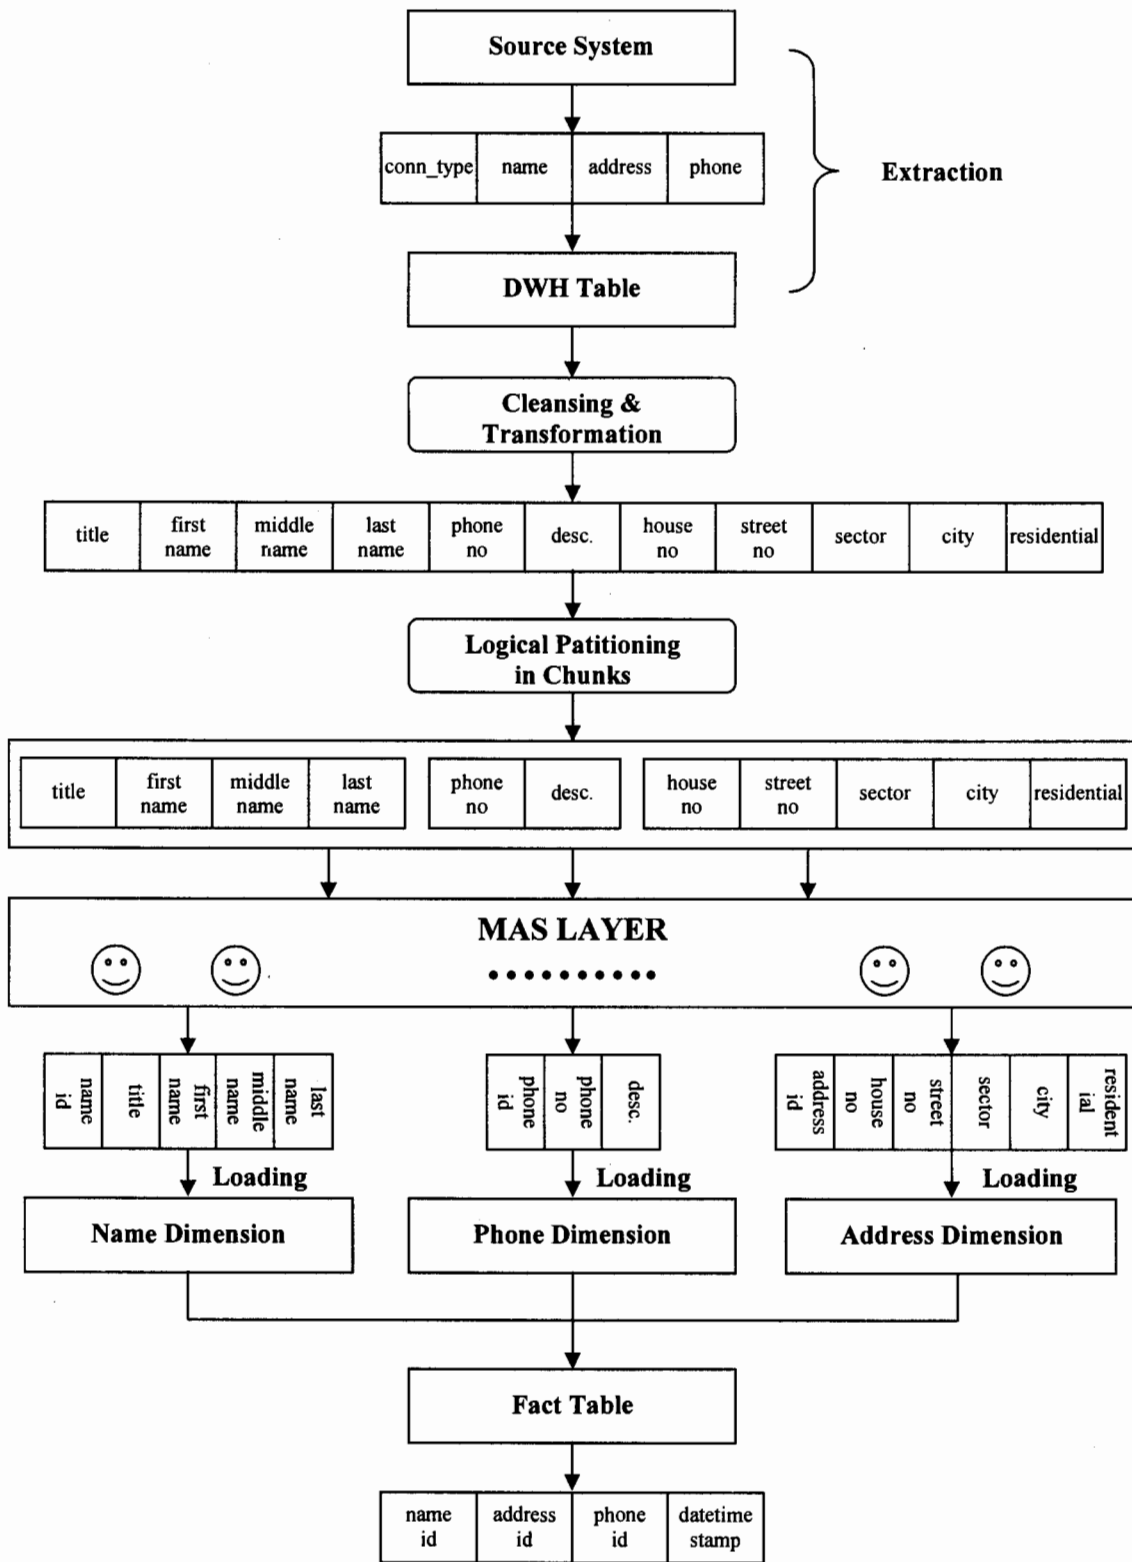 Source System
conn_type name address phone
Extraction
DWH Table
Cleansing &
Transformation
title first name middle name last name phone no desc. house no street no sector city residential
Logical Patitioning
in Chunks
title first name middle name last name phone no desc. house no street no sector city residential
MAS LAYER
name id title first name middle name last name phone id phone no desc. address id house no street no sector city resident ial
Loading Loading Loading
Name Dimension Phone Dimension Address Dimension
Fact Table
name id address id phone id datetime stamp